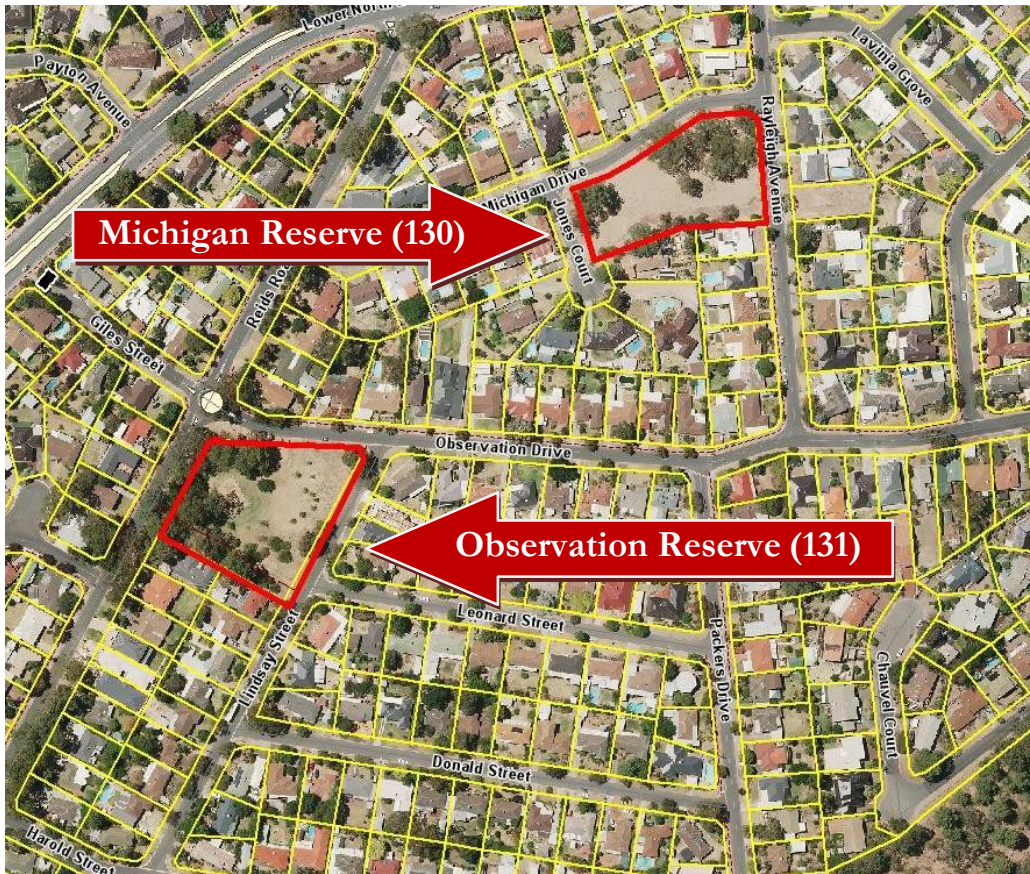 Lower North
Payton Avenue
Lavinia Grove
Rayleigh Avenue
Michigan Drive
Jones Court
Michigan Reserve (130)
Reids Road
Giles Street
Observation Drive
Observation Reserve (131)
Leonard Street
Lindsay Street
Packers Drive
Chauvel Court
Donald Street
Harold Street